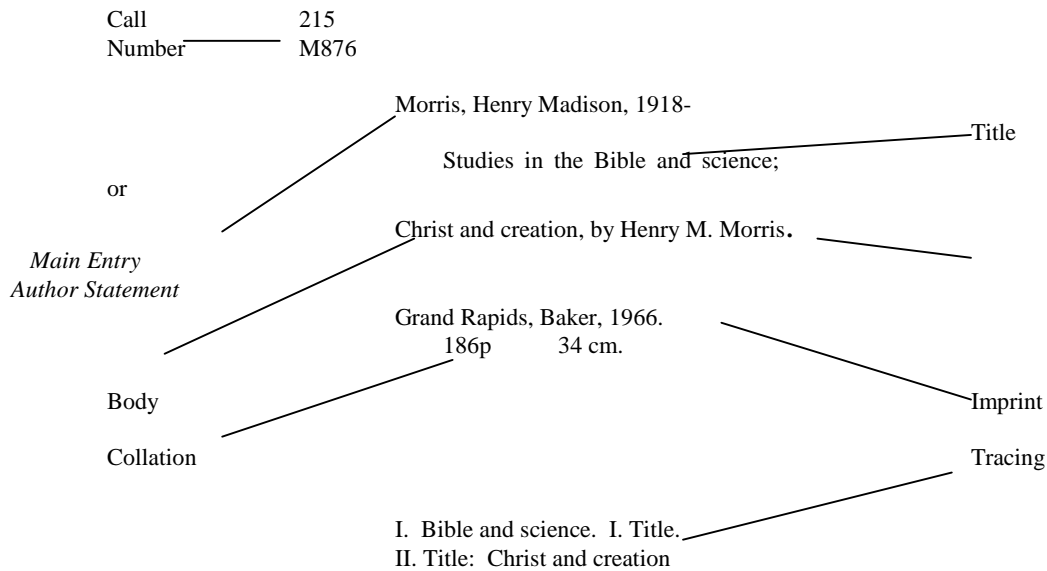 Call 215
Number M876
Morris, Henry Madison, 1918-
Title
Studies in the Bible and science;
or
Christ and creation, by Henry M. Morris.
Main Entry
Author Statement
Grand Rapids, Baker, 1966.
186p 34 cm.
Body Imprint
Collation Tracing
I. Bible and science. I. Title.
II. Title: Christ and creation